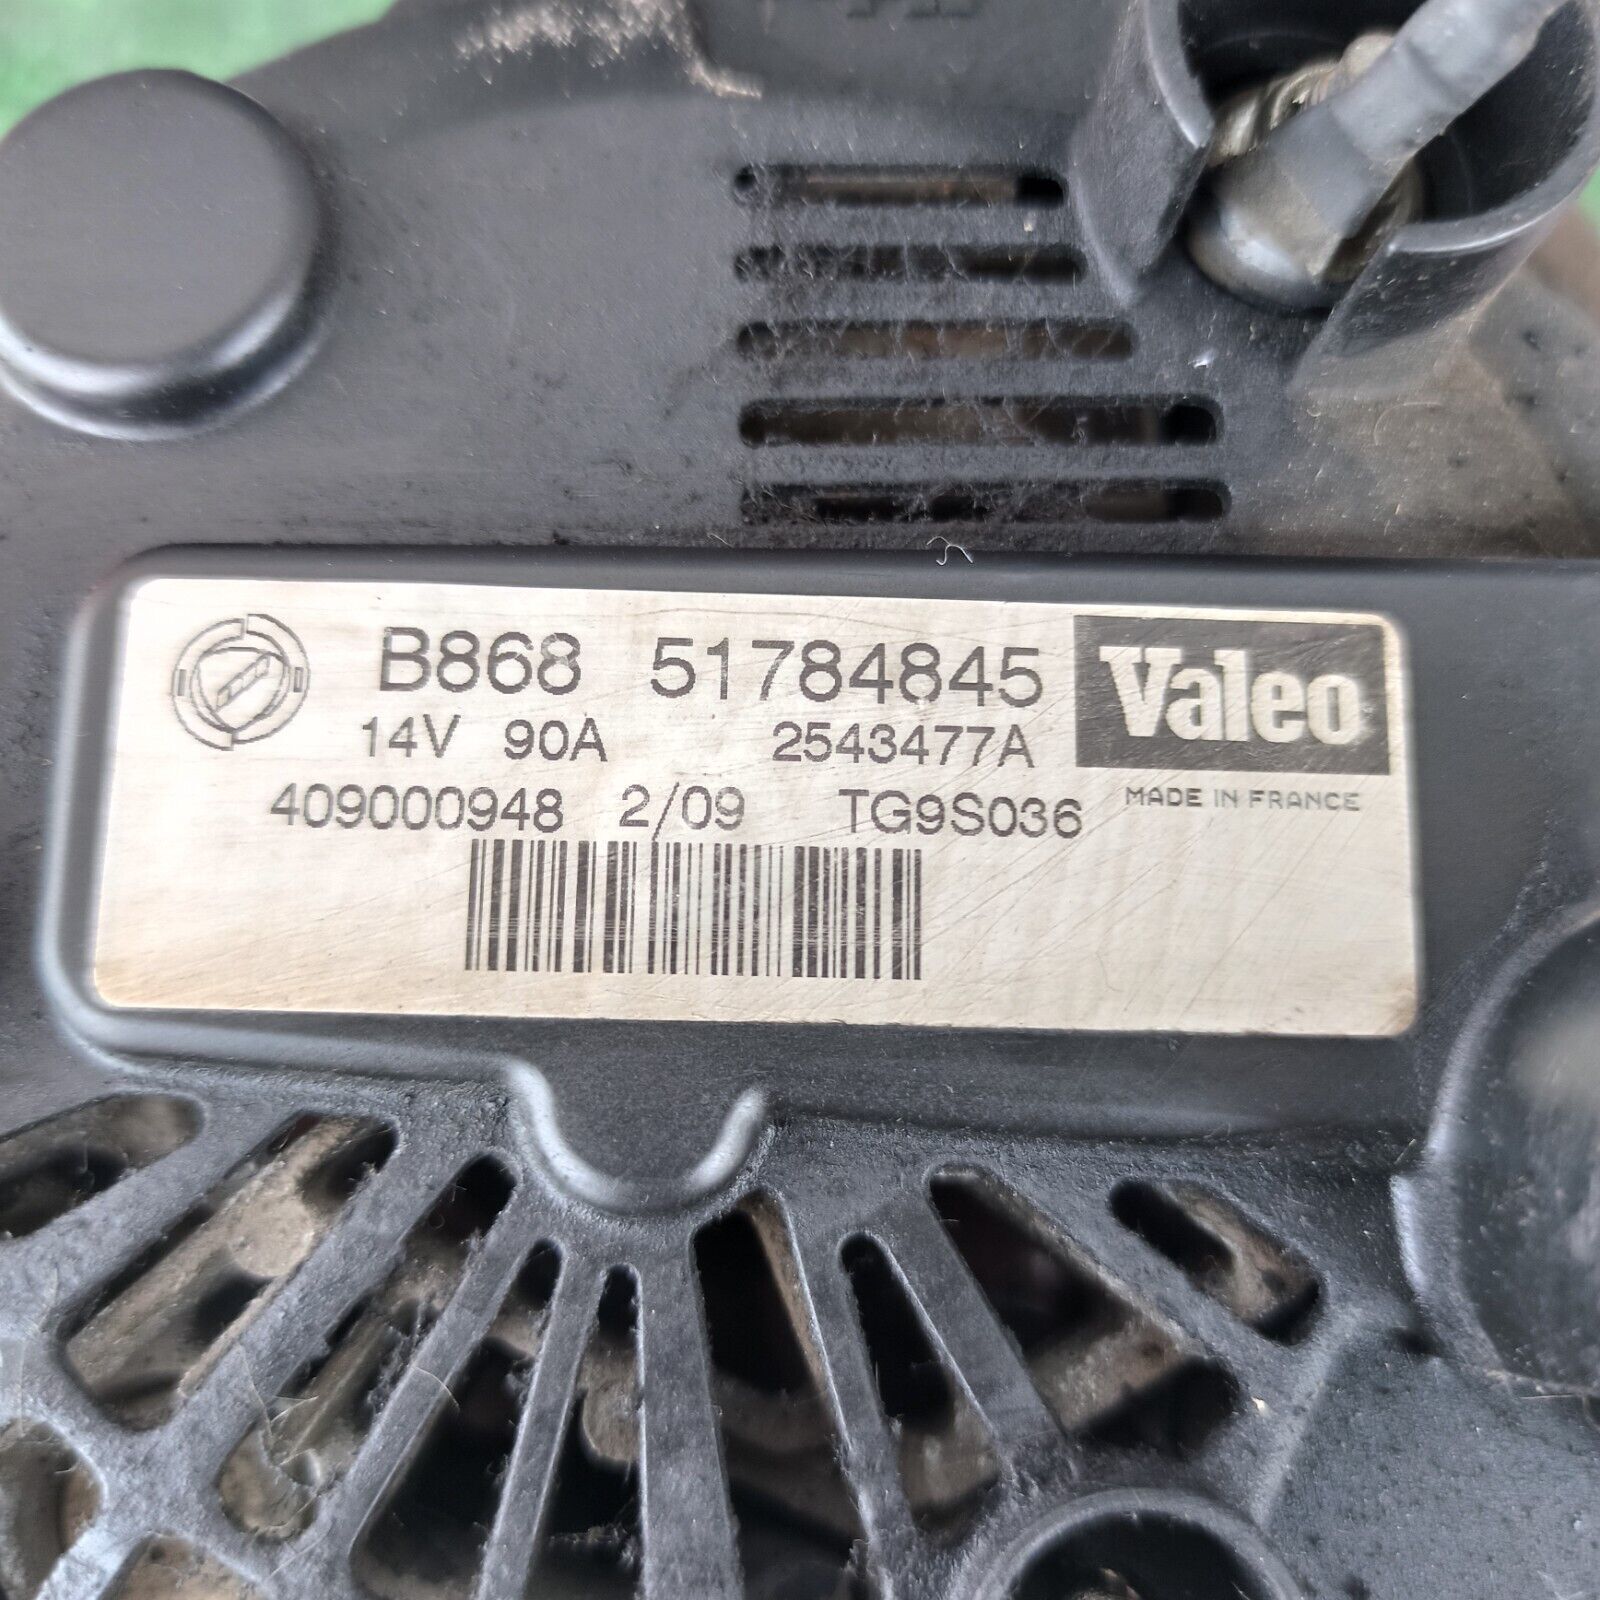 B868 51784845 Valeo
14V 90A 2543477A
409000948 2/09 TG9S036 MADE IN FRANCE